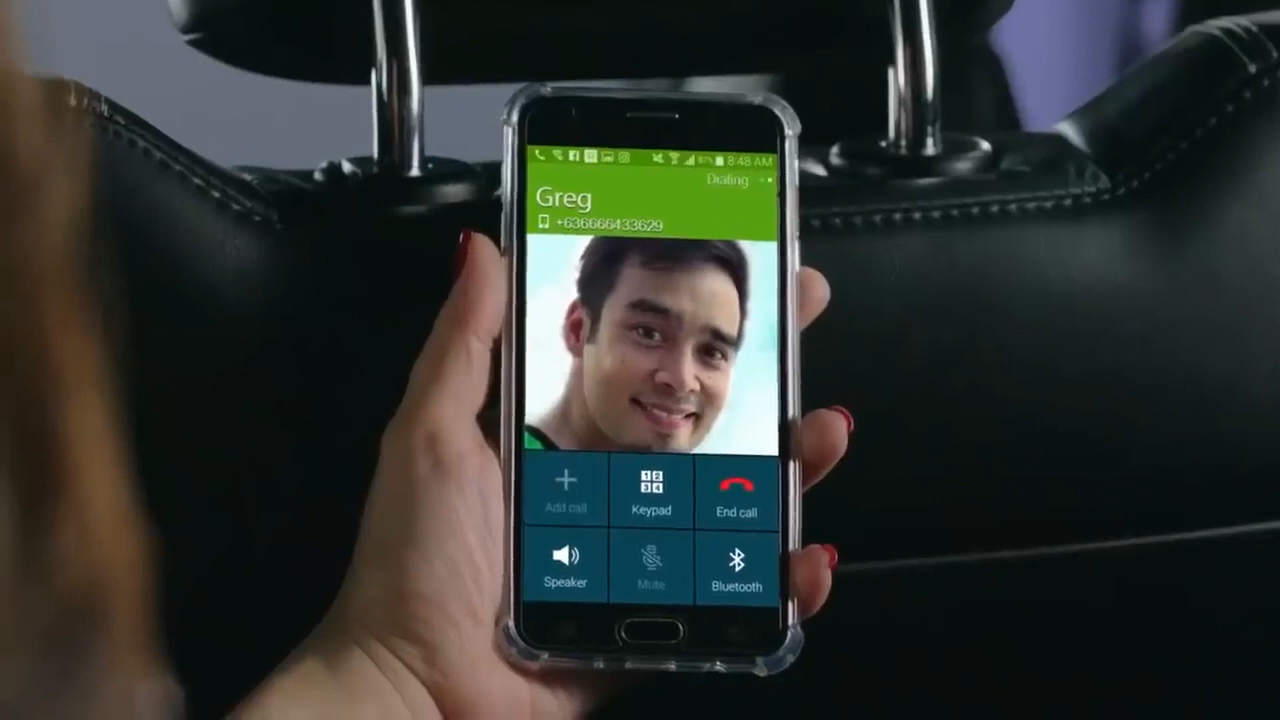 8:48 AM
Dialing
Greg
+636666433629
Add call
Keypad
End call
Speaker
Mute
Bluetooth